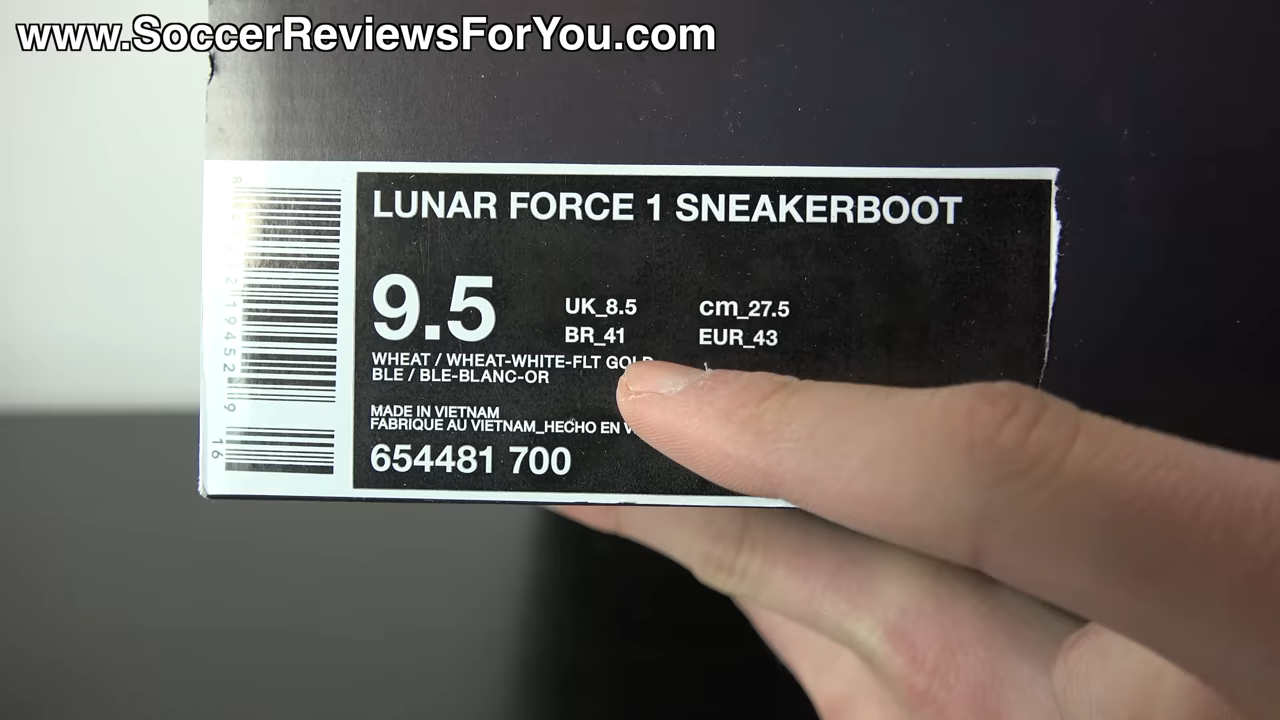 www.SoccerReviewsForYou.com
LUNAR FORCE 1 SNEAKERBOOT
9.5
UK_8.5 cm_27.5
BR_41 EUR_43
WHEAT / WHEAT-WHITE-FLT GOLD
BLE / BLE-BLANC-OR
MADE IN VIETNAM
FABRIQUE AU VIETNAM_HECHO EN
654481 700
16